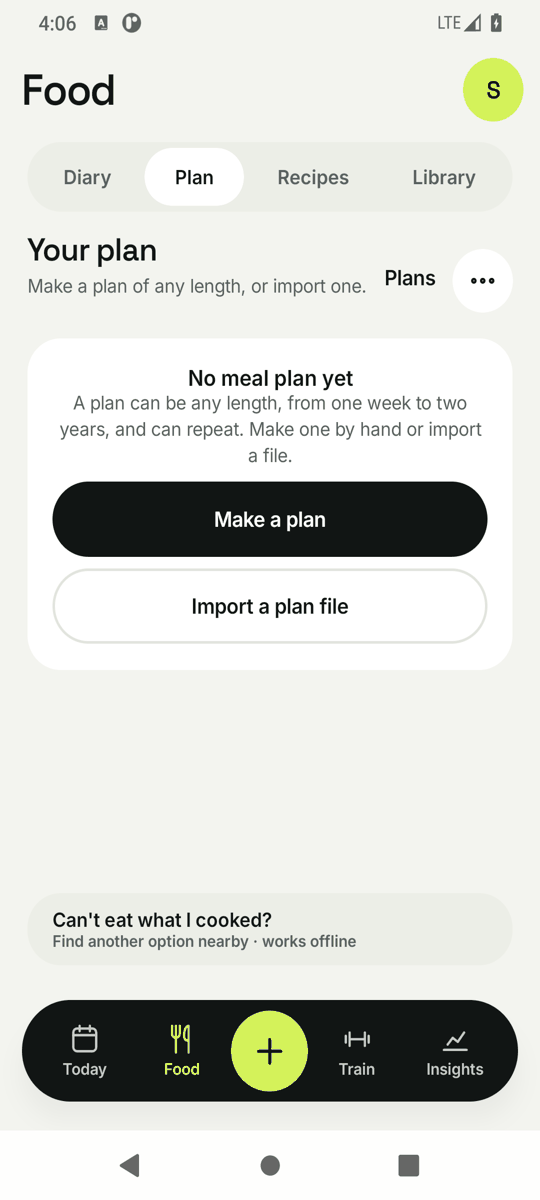 4:06
LTE
Food
S
Diary
Plan
Recipes
Library
Your plan
Make a plan of any length, or import one.
Plans
No meal plan yet
A plan can be any length, from one week to two
years, and can repeat. Make one by hand or import
a file.
Make a plan
Import a plan file
Can't eat what I cooked?
Find another option nearby · works offline
Today
Food
Train
Insights